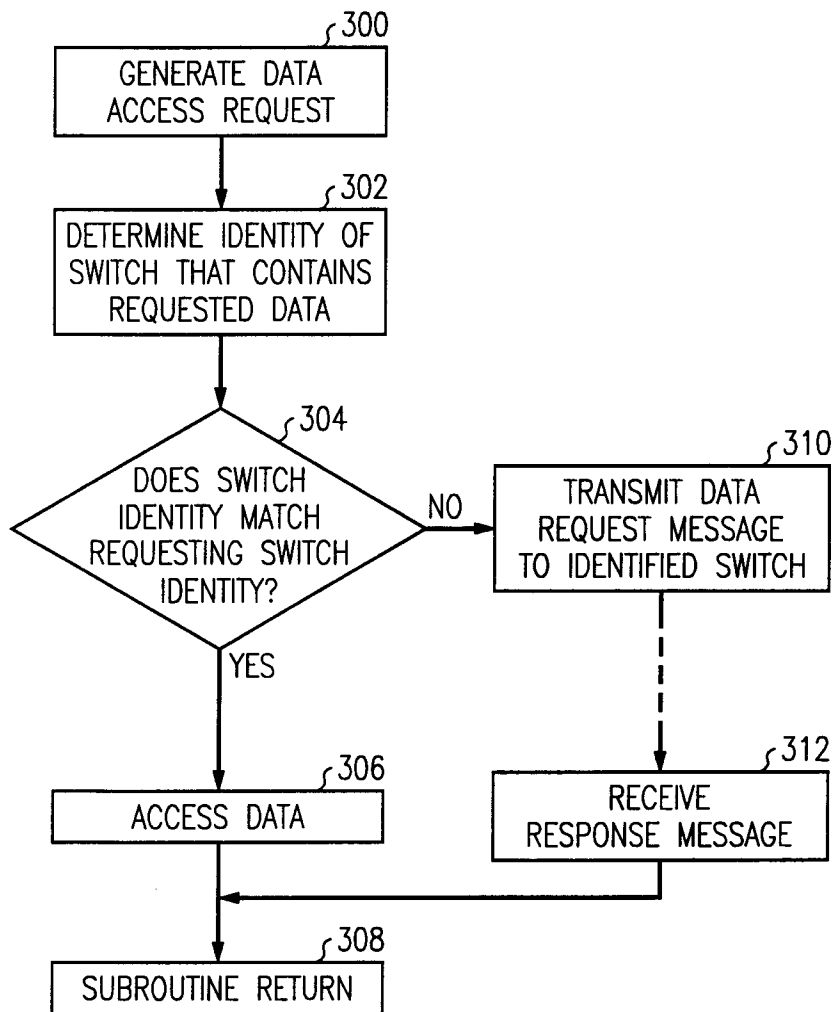 300
GENERATE DATA
ACCESS REQUEST
302
DETERMINE IDENTITY OF
SWITCH THAT CONTAINS
REQUESTED DATA
304
DOES SWITCH
IDENTITY MATCH
REQUESTING SWITCH
IDENTITY?
NO
YES
310
TRANSMIT DATA
REQUEST MESSAGE
TO IDENTIFIED SWITCH
306
ACCESS DATA
312
RECEIVE
RESPONSE MESSAGE
308
SUBROUTINE RETURN